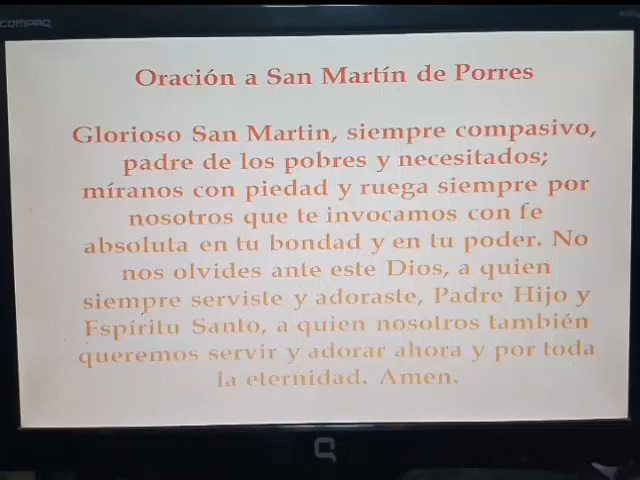 COMPAQ
Oración a San Martín de Porres
Glorioso San Martin, siempre compasivo,
padre de los pobres y necesitados;
míranos con piedad y ruega siempre por
nosotros que te invocamos con fe
absoluta en tu bondad y en tu poder. No
nos olvides ante este Dios, a quien
siempre serviste y adoraste, Padre Hijo y
Espíritu Santo, a quien nosotros también
queremos servir y adorar ahora y por toda
la eternidad. Amen.